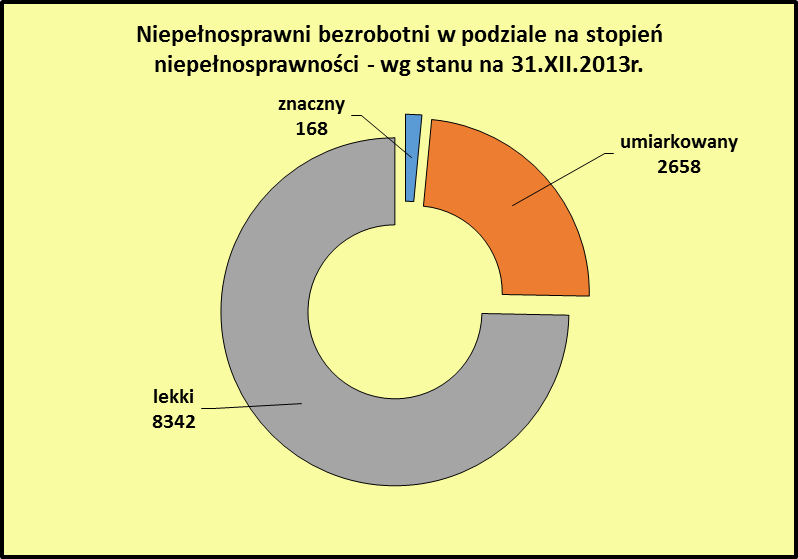 Niepełnosprawni bezrobotni w podziale na stopień
niepełnosprawności - wg stanu na 31.XII.2013r.
znaczny
168
umiarkowany
2658
lekki
8342